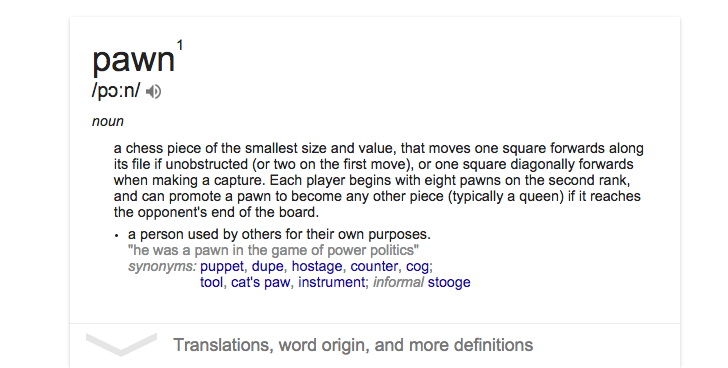 pawn1
/pɔːn/
noun
a chess piece of the smallest size and value, that moves one square forwards along
its file if unobstructed (or two on the first move), or one square diagonally forwards
when making a capture. Each player begins with eight pawns on the second rank,
and can promote a pawn to become any other piece (typically a queen) if it reaches
the opponent's end of the board.
• a person used by others for their own purposes.
"he was a pawn in the game of power politics"
synonyms: puppet, dupe, hostage, counter, cog;
tool, cat's paw, instrument; informal stooge
Translations, word origin, and more definitions